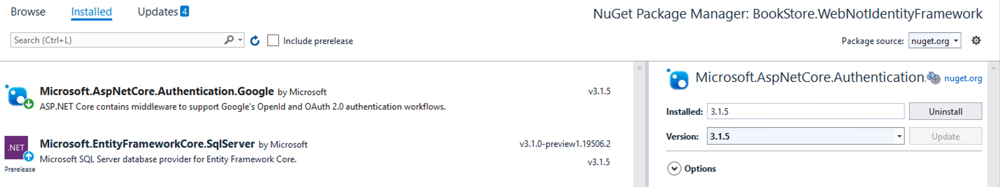 Browse Installed Updates 4
NuGet Package Manager: BookStore.WebNotIdentityFramework
Search (Ctrl+L)
Include prerelease
Package source: nuget.org
Microsoft.AspNetCore.Authentication.Google by Microsoft v3.1.5
ASP.NET Core contains middleware to support Google's OpenId and OAuth 2.0 authentication workflows.
.NET
Microsoft.EntityFrameworkCore.SqlServer by Microsoft v3.1.0-preview1.19506.2
Microsoft SQL Server database provider for Entity Framework Core. v3.1.5
Prerelease
Microsoft.AspNetCore.Authentication. nuget.org
Installed: 3.1.5 Uninstall
Version: 3.1.5 Update
Options